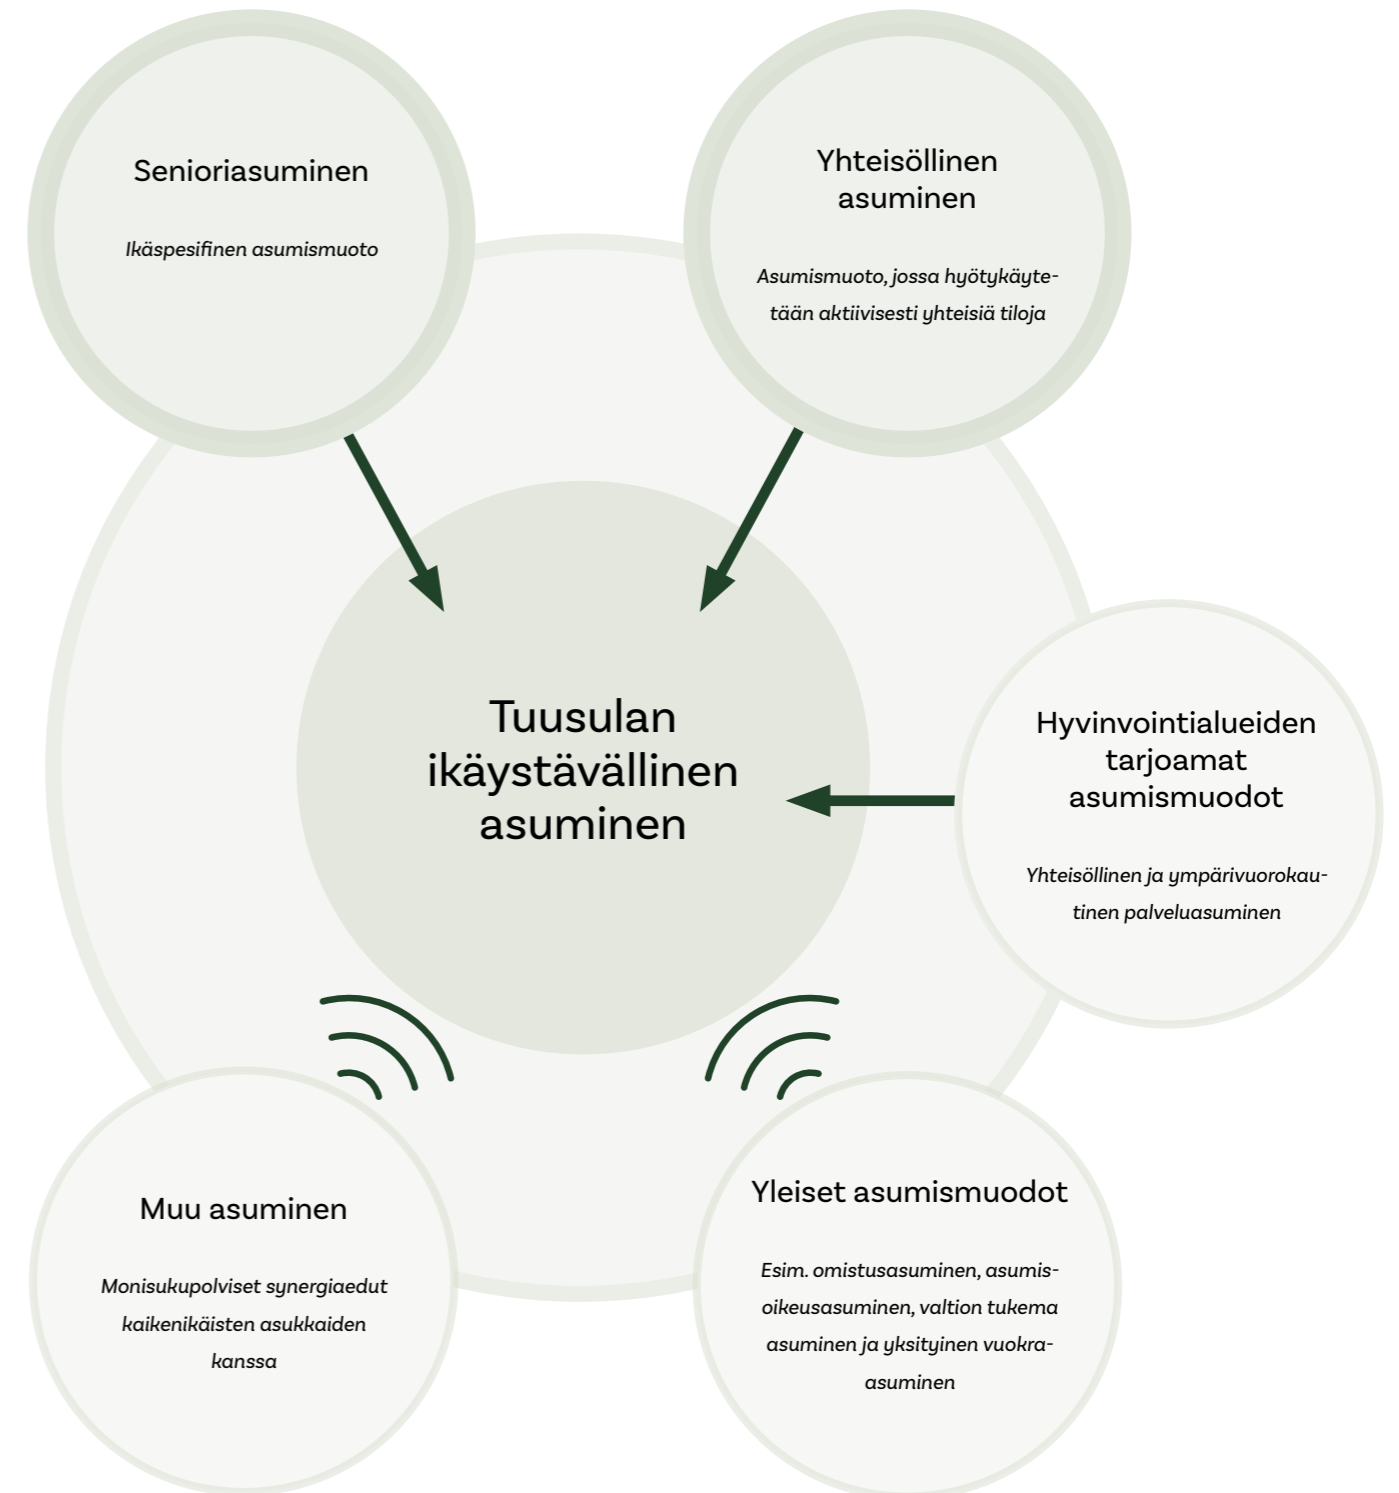 Senioriasuminen
Ikäspesifinen asumismuoto
Yhteisöllinen
asuminen
Asumismuoto, jossa hyötykäyte-
tään aktiivisesti yhteisiä tiloja
Tuusulan
ikäystävällinen
asuminen
Hyvinvointialueiden
tarjoamat
asumismuodot
Yhteisöllinen ja ympärivuorokau-
tinen palveluasuminen
Muu asuminen
Monisukupolviset synergiaedut
kaikenikäisten asukkaiden
kanssa
Yleiset asumismuodot
Esim. omistusasuminen, asumis-
oikeusasuminen, valtion tukema
asuminen ja yksityinen vuokra-
asuminen